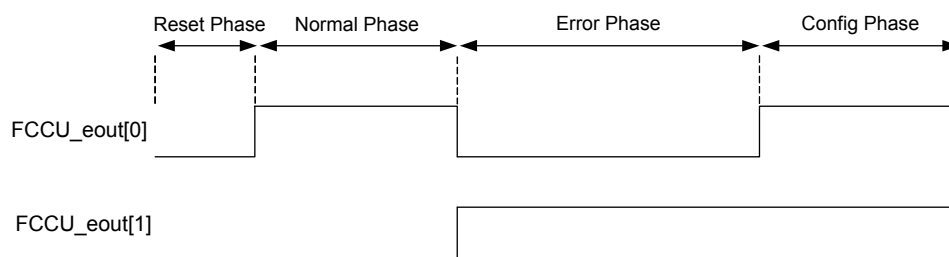 Reset Phase Normal Phase Error Phase Config Phase
FCCU_eout[0]
FCCU_eout[1]